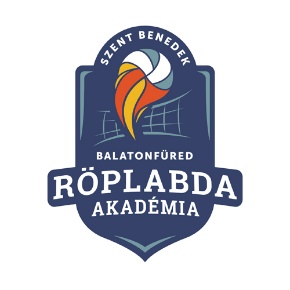 SZENT BENEDEK
BALATONFÜRED
RÖPLABDA
AKADÉMIA